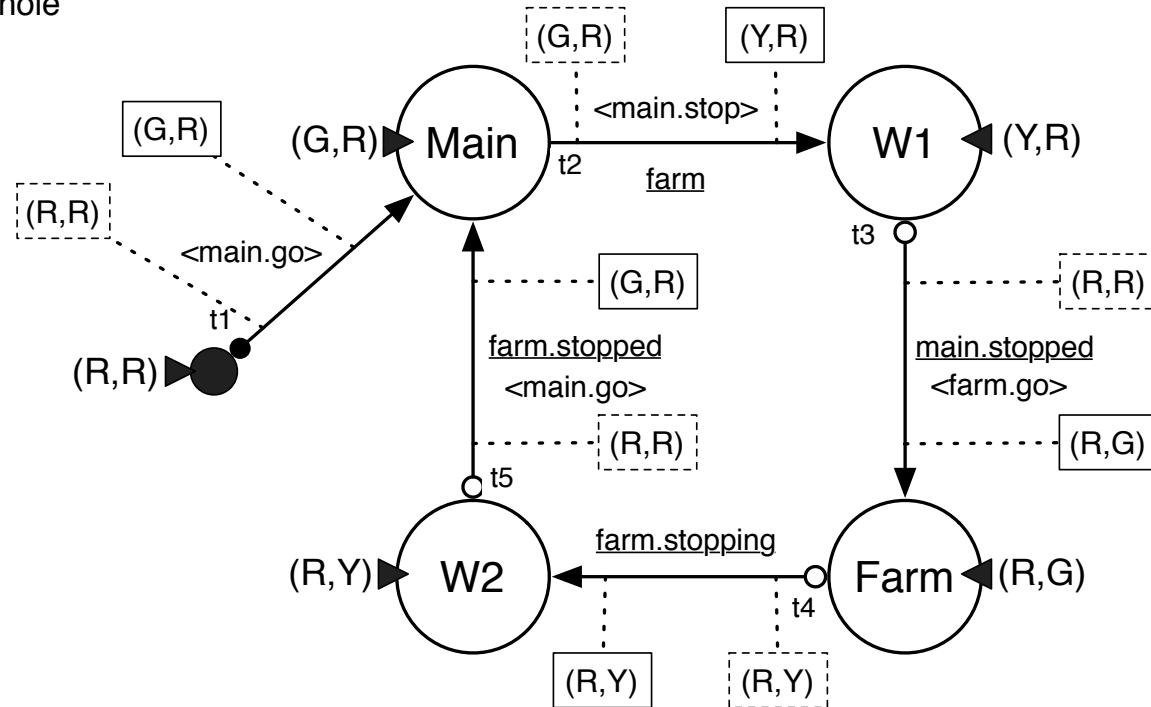 (G,R)
(Y,R)
(G,R)
(R,R)
<main.go>
t1
(R,R)
(G,R)
Main
<main.stop>
t2
farm
W1
(Y,R)
t3
(R,R)
main.stopped
<farm.go>
(R,G)
(G,R)
farm.stopped
<main.go>
(R,R)
t5
(R,Y)
W2
farm.stopping
t4
Farm
(R,G)
(R,Y)
(R,Y)